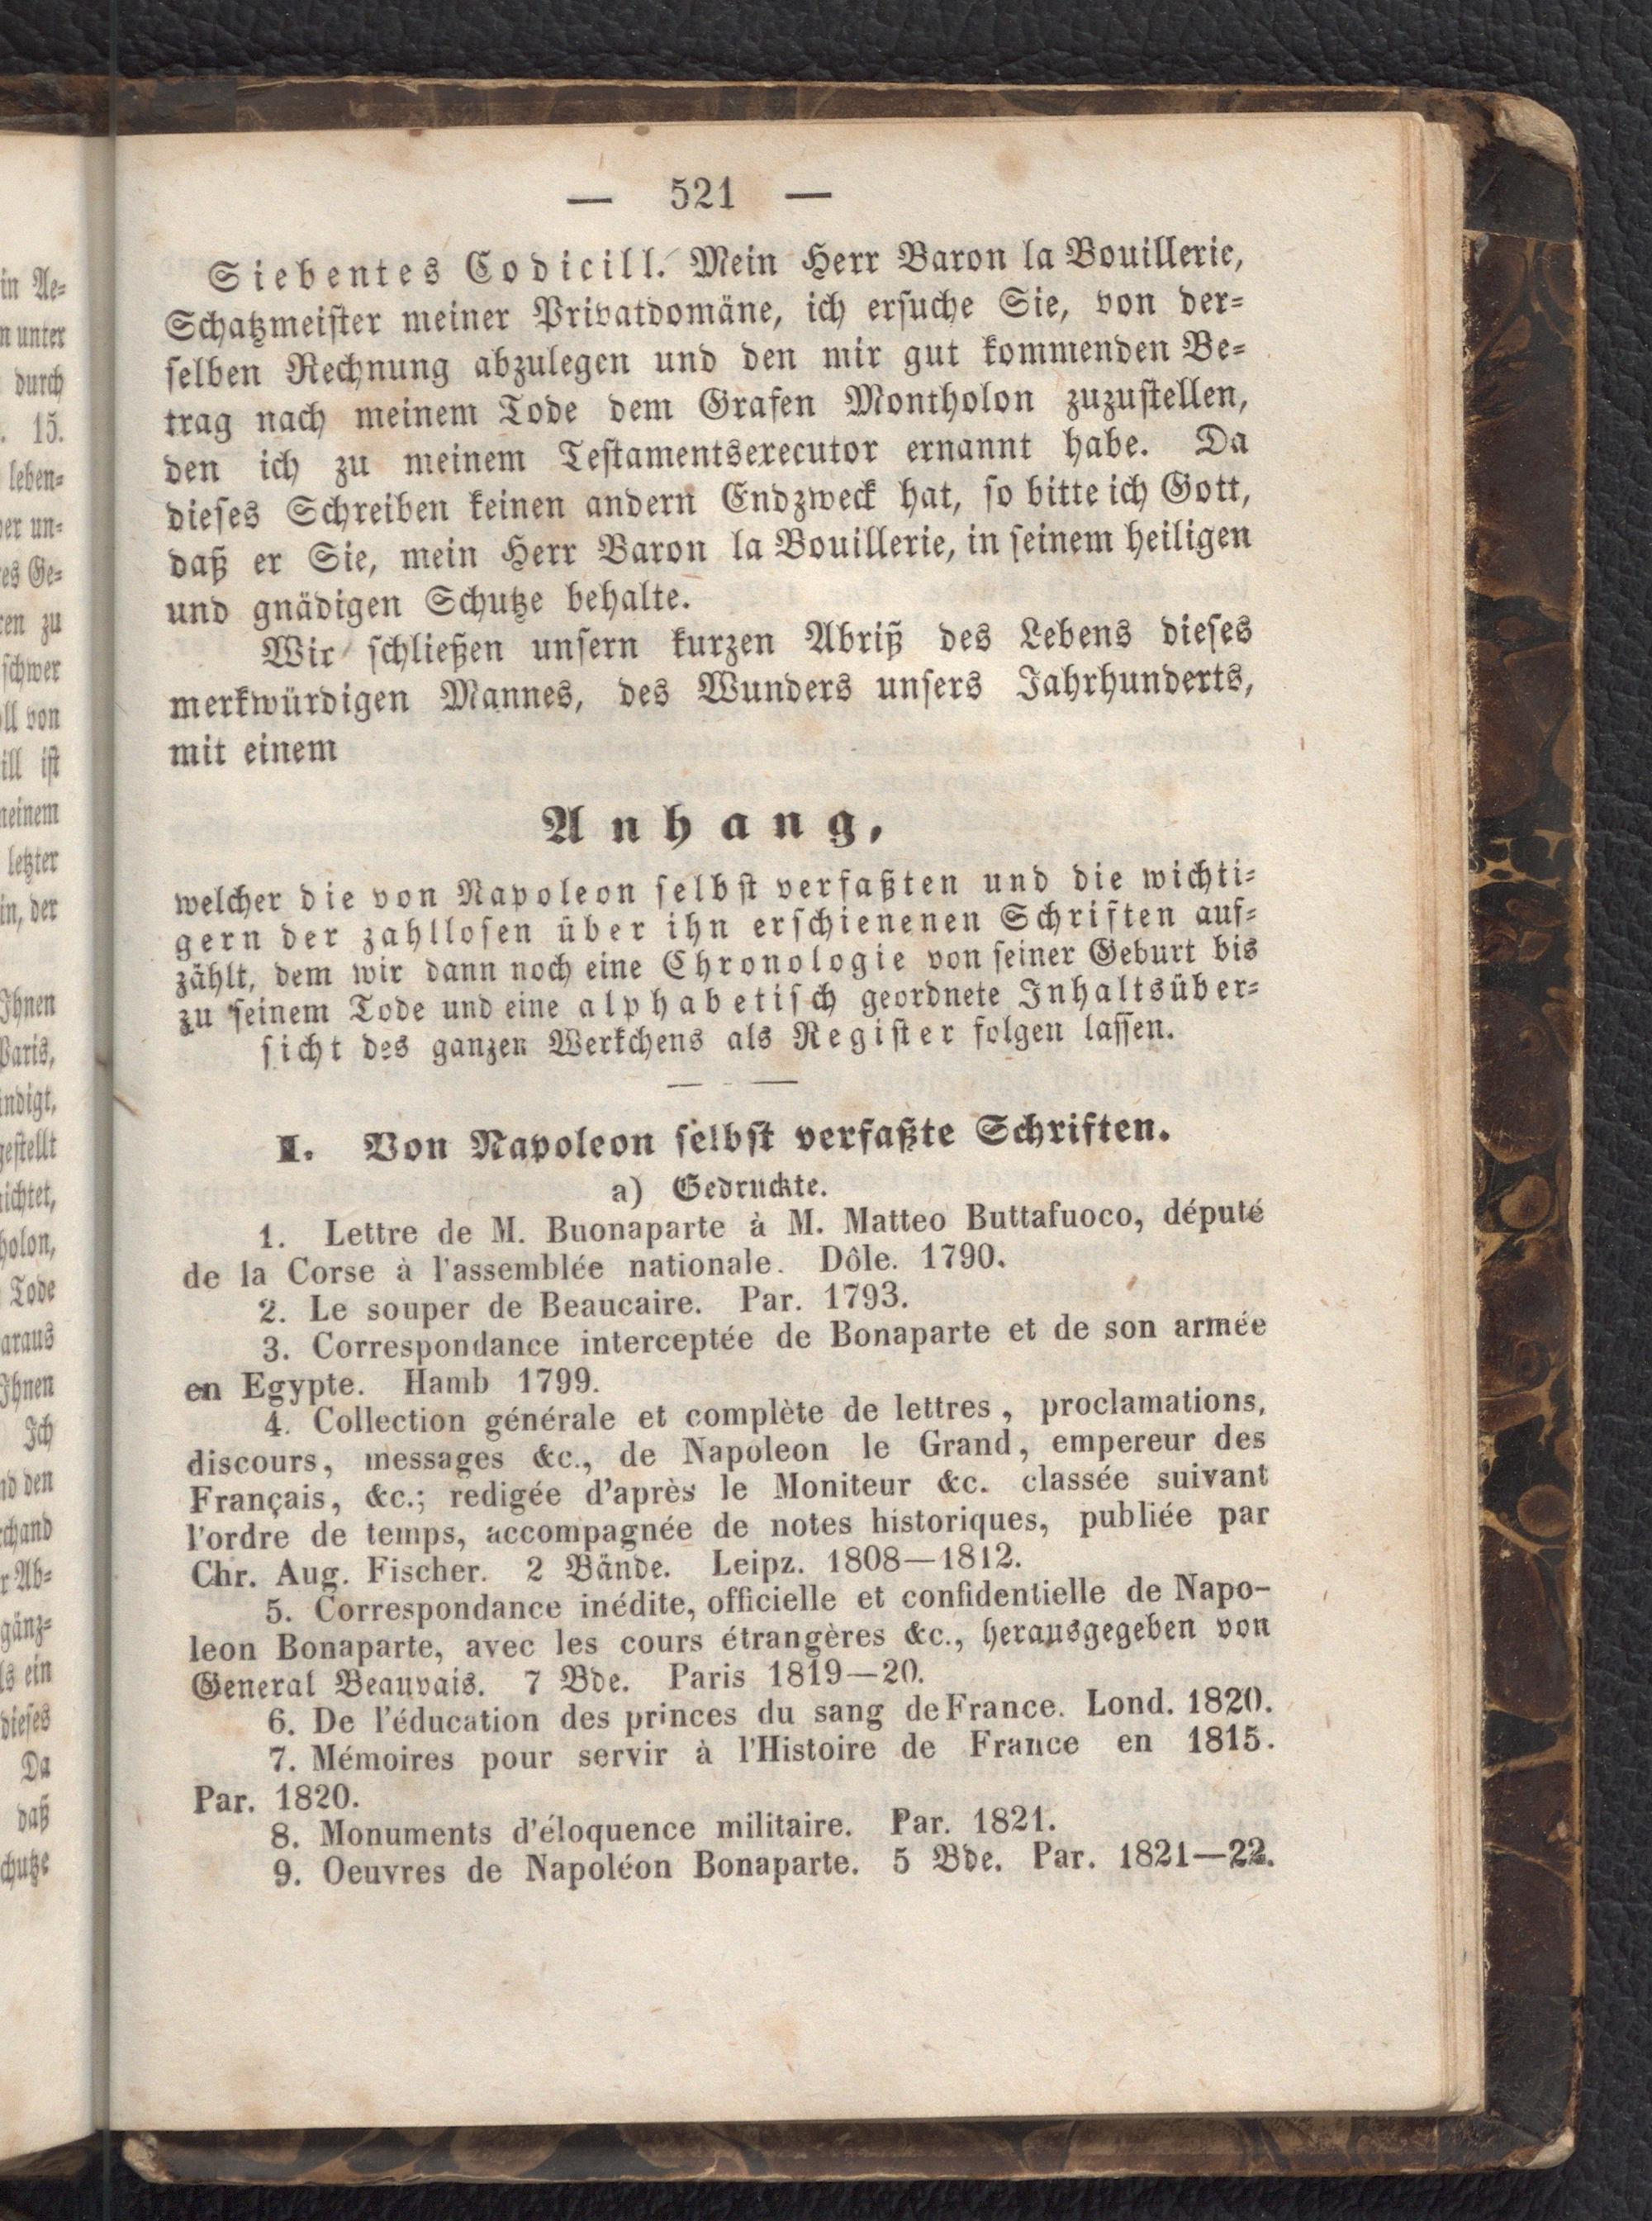 — 521 —
Siebentes Codicill. Mein Herr Baron la Bouillerie,
Schatzmeister meiner Privatdomäne, ich ersuche Sie, von der=
selben Rechnung abzulegen und den mir gut kommenden Be=
trag nach meinem Tode dem Grafen Montholon zuzustellen,
den ich zu meinem Testamentsexecutor ernannt habe. Da
dieses Schreiben keinen andern Endzweck hat, so bitte ich Gott,
daß er Sie, mein Herr Baron la Bouillerie, in seinem heiligen
und gnädigen Schutze behalte.
Wir schließen unsern kurzen Abriß des Lebens dieses
merkwürdigen Mannes, des Wunders unsers Jahrhunderts,
mit einem
Anhang,
welcher die von Napoleon selbst verfaßten und die wichti=
gern der zahllosen über ihn erschienenen Schriften auf=
zählt, dem wir dann noch eine Chronologie von seiner Geburt bis
zu seinem Tode und eine alphabetisch geordnete Inhaltsüber=
sicht des ganzen Werkchens als Register folgen lassen.
I. Von Napoleon selbst verfaßte Schriften.
a) Gedruckte.
1. Lettre de M. Buonaparte à M. Matteo Buttafuoco, député
de la Corse à l'assemblée nationale. Dôle. 1790.
2. Le souper de Beaucaire. Par. 1793.
3. Correspondance interceptée de Bonaparte et de son armée
en Egypte. Hamb 1799.
4. Collection générale et complète de lettres, proclamations,
discours, messages &c., de Napoleon le Grand, empereur des
Français, &c.; redigée d'après le Moniteur &c. classée suivant
l'ordre de temps, accompagnée de notes historiques, publiée par
Chr. Aug. Fischer. 2 Bände. Leipz. 1808—1812.
5. Correspondance inédite, officielle et confidentielle de Napo-
leon Bonaparte, avec les cours étrangères &c., herausgegeben von
General Beauvais. 7 Bde. Paris 1819—20.
6. De l'éducation des princes du sang de France. Lond. 1820.
7. Mémoires pour servir à l'Histoire de France en 1815.
Par. 1820.
8. Monuments d'éloquence militaire. Par. 1821.
9. Oeuvres de Napoléon Bonaparte. 5 Bde. Par. 1821—22.